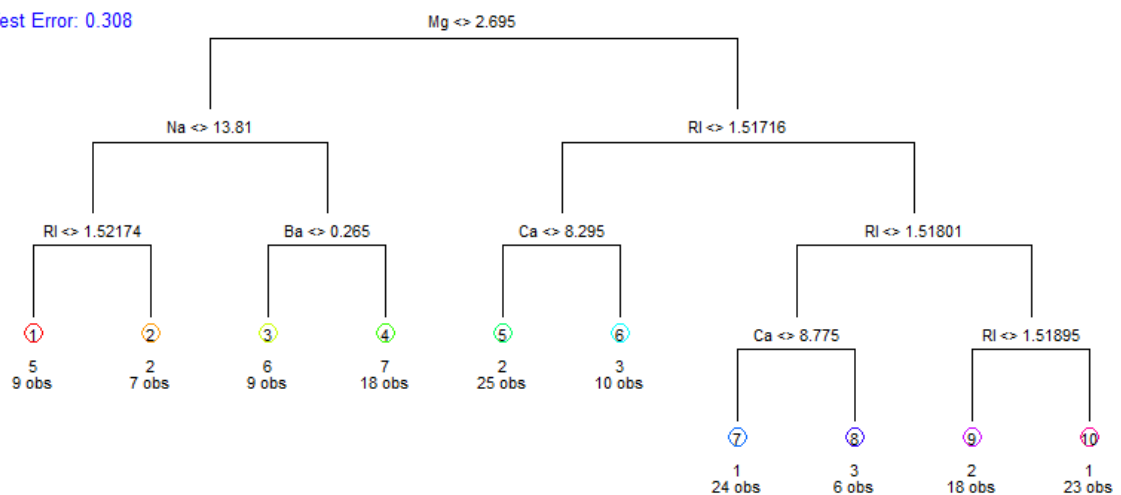 est Error: 0.308
Mg <> 2.695
Na <> 13.81
RI <> 1.51716
RI <> 1.52174
Ba <> 0.265
Ca <> 8.295
RI <> 1.51801
1
2
3
4
5
6
Ca <> 8.775
RI <> 1.51895
5
9 obs
2
7 obs
6
9 obs
7
18 obs
2
25 obs
3
10 obs
7
8
9
10
1
24 obs
3
6 obs
2
18 obs
1
23 obs